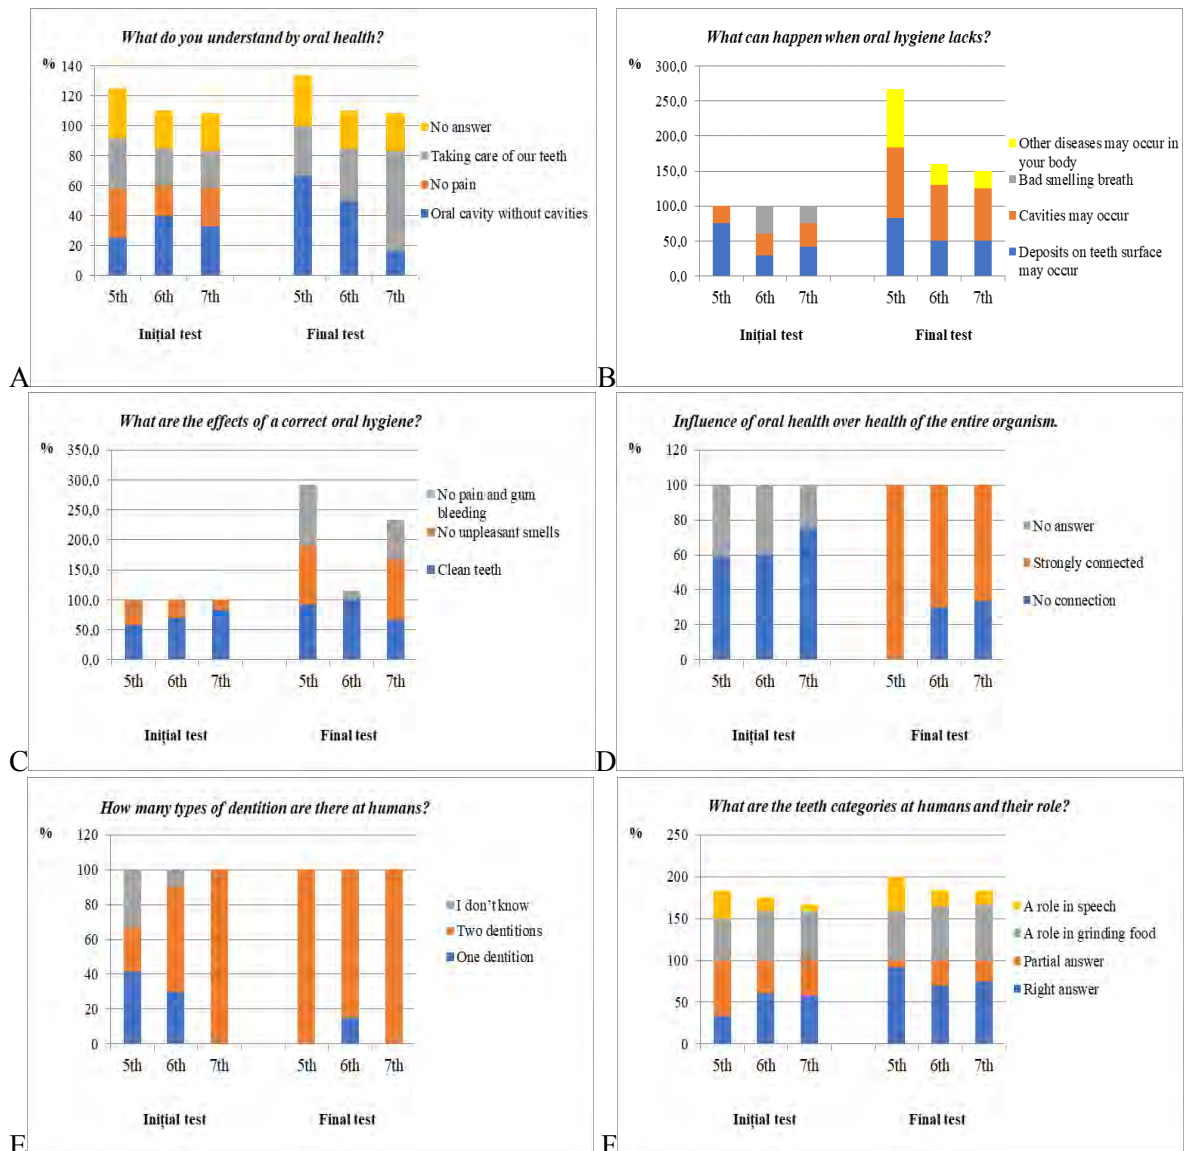 What do you understand by oral health?
%
140
120
100
80
60
40
20
0
5th 6th 7th 5th 6th 7th
Inițial test Final test
No answer
Taking care of our teeth
No pain
Oral cavity without cavities
A
What can happen when oral hygiene lacks?
%
300,0
250,0
200,0
150,0
100,0
50,0
0,0
5th 6th 7th 5th 6th 7th
Inițial test Final test
Other diseases may occur in
your body
Bad smelling breath
Cavities may occur
Deposits on teeth surface
may occur
B
What are the effects of a correct oral hygiene?
%
350,0
300,0
250,0
200,0
150,0
100,0
50,0
0,0
5th 6th 7th 5th 6th 7th
Inițial test Final test
No pain and gum
bleeding
No unpleasant smells
Clean teeth
C
Influence of oral health over health of the entire organism.
%
120
100
80
60
40
20
0
5th 6th 7th 5th 6th 7th
Inițial test Final test
No answer
Strongly connected
No connection
D
How many types of dentition are there at humans?
%
120
100
80
60
40
20
0
5th 6th 7th 5th 6th 7th
Inițial test Final test
I don't know
Two dentitions
One dentition
E
What are the teeth categories at humans and their role?
%
250
200
150
100
50
0
5th 6th 7th 5th 6th 7th
Inițial test Final test
A role in speech
A role in grinding food
Partial answer
Right answer
F